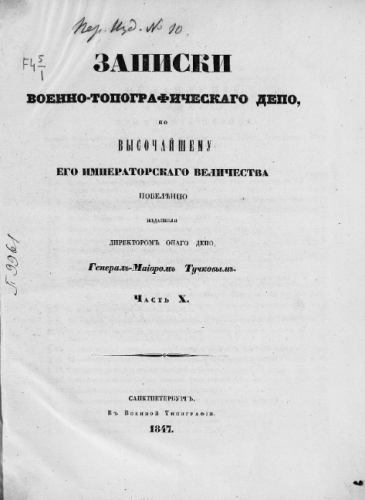 Пер. Изд. № 10.
F4 5/1
ЗАПИСКИ
ВОЕННО-ТОПОГРАФИЧЕСКАГО ДЕПО,
ПО
ВЫСОЧАЙШЕМУ
ЕГО ИМПЕРАТОРСКАГО ВЕЛИЧЕСТВА
ПОВЕЛѢНІЮ
ИЗДАННЫЯ
ДИРЕКТОРОМЪ ОНАГО ДЕПО,
Генералъ-Маіоромъ Тучковымъ.
Часть X.
САНКТПЕТЕРБУРГЪ.
Въ Военной Типографіи.
1847.